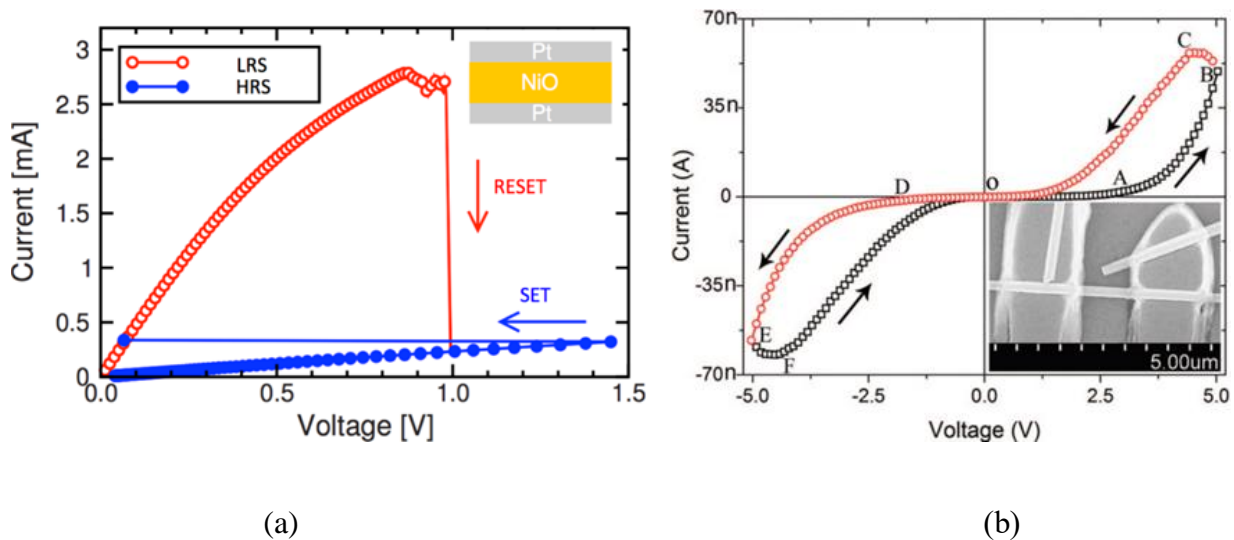 3
2.5
2
1.5
1
0.5
0
Current [mA]
LRS
HRS
Pt
NiO
Pt
RESET
SET
0.0
0.5
1.0
1.5
Voltage [V]
(a)
70n
35n
0
-35n
-70n
Current (A)
C
B
A
O
D
E
F
5.00um
-5.0
-2.5
0.0
2.5
5.0
Voltage (V)
(b)